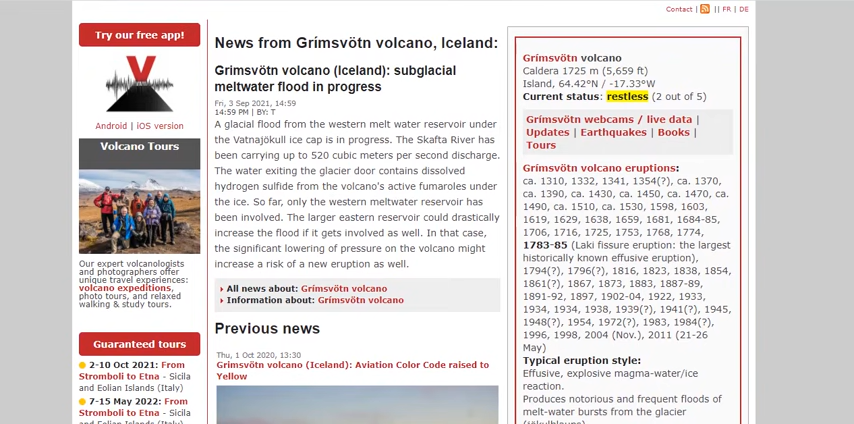 Contact | || FR | DE
Try our free app!
Android | iOS version
Volcano Tours
Our expert volcanologists
and photographers offer
unique travel experiences:
volcano expeditions,
photo tours, and relaxed
walking & study tours.
Guaranteed tours
2-10 Oct 2021: From
Stromboli to Etna - Sicila
and Eolian Islands (Italy)
7-15 May 2022: From
Stromboli to Etna - Sicila
and Eolian Islands (Italy)
News from Grímsvötn volcano, Iceland:
Grimsvötn volcano (Iceland): subglacial
meltwater flood in progress
Fri, 3 Sep 2021, 14:59
14:59 PM | BY: T
A glacial flood from the western melt water reservoir under
the Vatnajökull ice cap is in progress. The Skafta River has
been carrying up to 520 cubic meters per second discharge.
The water exiting the glacier door contains dissolved
hydrogen sulfide from the volcano's active fumaroles under
the ice. So far, only the western meltwater reservoir has
been involved. The larger eastern reservoir could drastically
increase the flood if it gets involved as well. In that case,
the significant lowering of pressure on the volcano might
increase a risk of a new eruption as well.
All news about: Grímsvötn volcano
Information about: Grímsvötn volcano
Previous news
Thu, 1 Oct 2020, 13:30
Grimsvötn volcano (Iceland): Aviation Color Code raised to
Yellow
Grímsvötn volcano
Caldera 1725 m (5,659 ft)
Island, 64.42°N / -17.33°W
Current status: restless (2 out of 5)
Grímsvötn webcams / live data |
Updates | Earthquakes | Books |
Tours
Grímsvötn volcano eruptions:
ca. 1310, 1332, 1341, 1354(?), ca. 1370,
ca. 1390, ca. 1430, ca. 1450, ca. 1470, ca.
1490, ca. 1510, ca. 1530, 1598, 1603,
1619, 1629, 1638, 1659, 1681, 1684-85,
1706, 1716, 1725, 1753, 1768, 1774,
1783-85 (Laki fissure eruption: the largest
historically known effusive eruption),
1794(?), 1796(?), 1816, 1823, 1838, 1854,
1861(?), 1867, 1873, 1883, 1887-89,
1891-92, 1897, 1902-04, 1922, 1933,
1934, 1934, 1938, 1939(?), 1941(?), 1945,
1948(?), 1954, 1972(?), 1983, 1984(?),
1996, 1998, 2004 (Nov.), 2011 (21-26
May)
Typical eruption style:
Effusive, explosive magma-water/ice
reaction.
Produces notorious and frequent floods of
melt-water bursts from the glacier
(jökulhlaups).